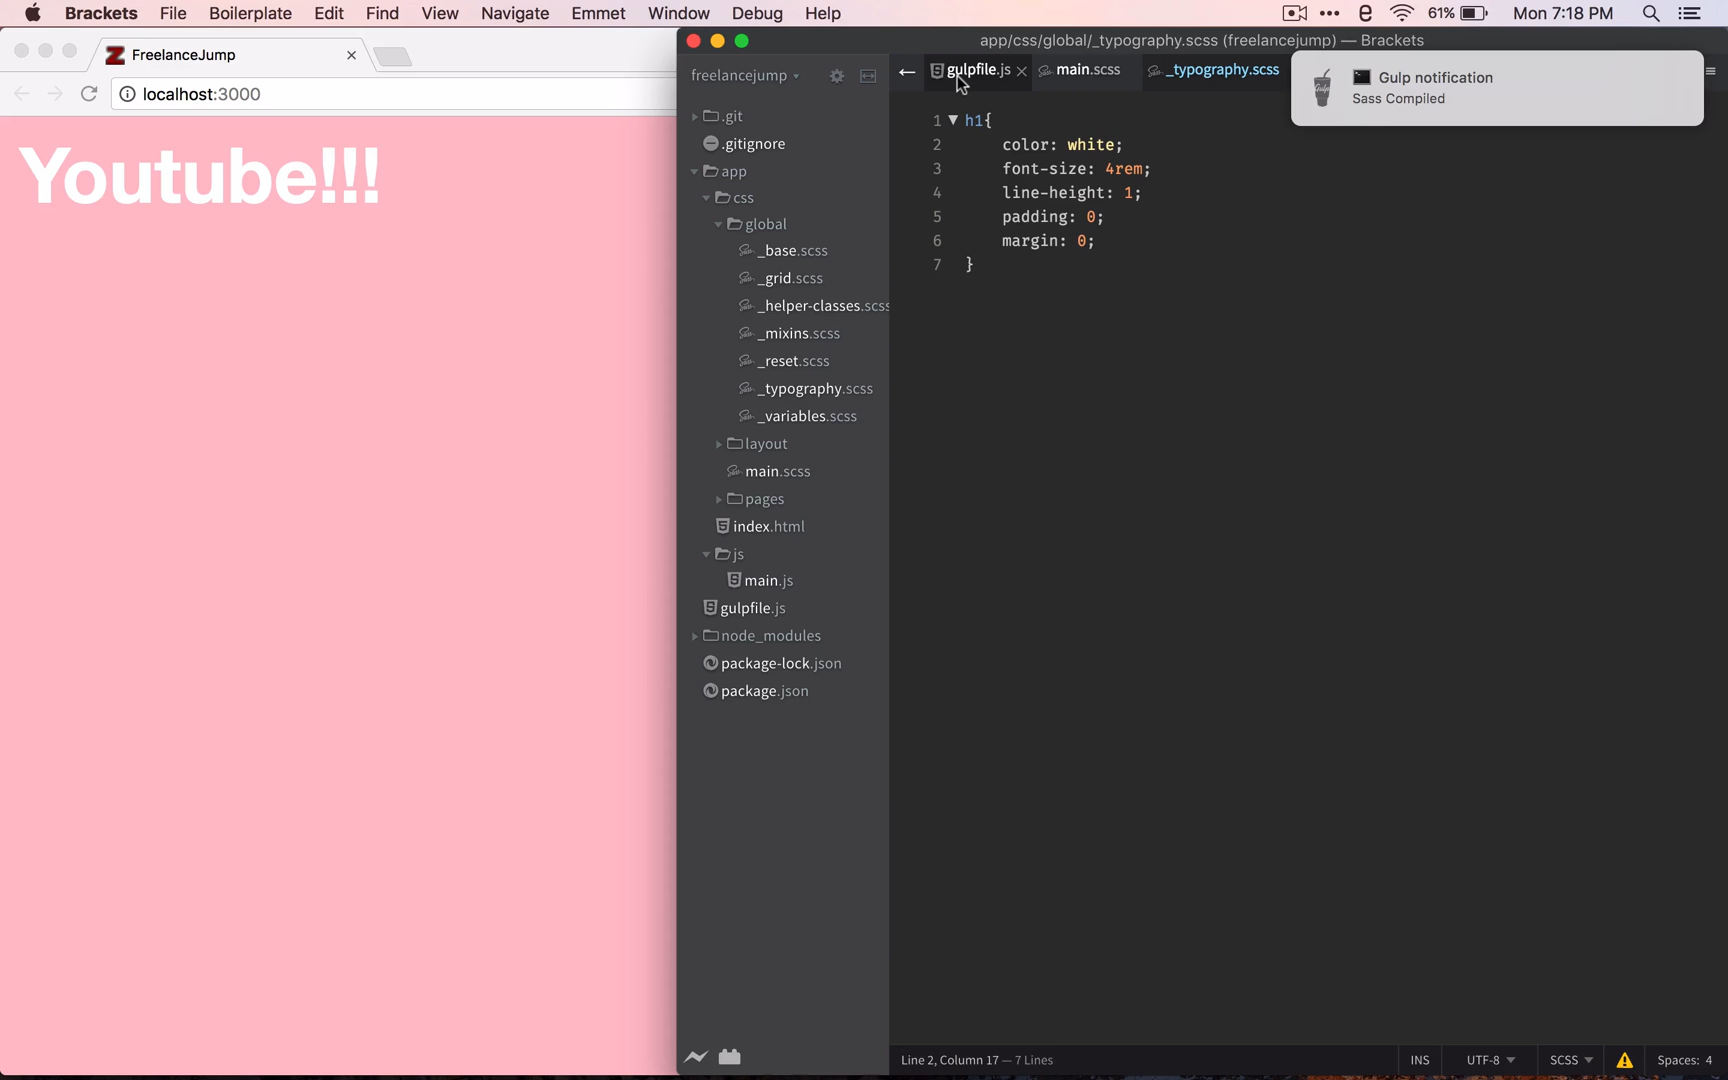 Brackets File Boilerplate Edit Find View Navigate Emmet Window Debug Help 61% Mon 7:18 PM
FreelanceJump
localhost:3000
Youtube!!!
app/css/global/_typography.scss (freelancejump) — Brackets
freelancejump
gulpfile.js main.scss _typography.scss
Gulp notification
Sass Compiled
.git
.gitignore
app
css
global
_base.scss
_grid.scss
_helper-classes.scss
_mixins.scss
_reset.scss
_typography.scss
_variables.scss
layout
main.scss
pages
index.html
js
main.js
gulpfile.js
node_modules
package-lock.json
package.json
1 h1{
2 color: white;
3 font-size: 4rem;
4 line-height: 1;
5 padding: 0;
6 margin: 0;
7 }
Line 2, Column 17 — 7 Lines INS UTF-8 SCSS Spaces: 4